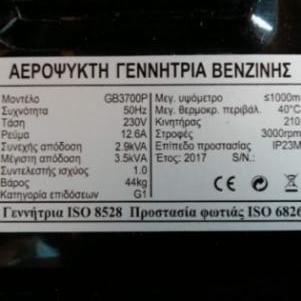 ΑΕΡΟΨΥΚΤΗ ΓΕΝΝΗΤΡΙΑ ΒΕΝΖΙΝΗΣ
Μοντέλο GB3700P
Συχνότητα 50Hz
Τάση 230V
Ρεύμα 12.6A
Συνεχής απόδοση 2.9kVA
Μέγιστη απόδοση 3.5kVA
Συντελεστής ισχύος 1.0
Βάρος 44kg
Κατηγορία επιδόσεων G1
Μεγ. υψόμετρο ≤1000m
Μεγ. θερμοκρ. περιβάλ. 40°C
Κινητήρας 210
Στροφές 3000rpm
Επίπεδο προστασίας IP23M
Έτος: 2017 S/N.:
CE
Γεννήτρια ISO 8528 Προστασία φωτιάς ISO 6826